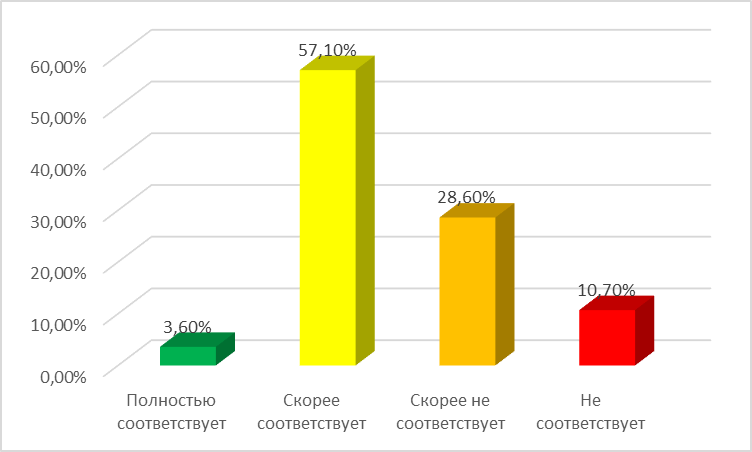 57,10%
60,00%
50,00%
40,00%
28,60%
30,00%
20,00%
10,70%
10,00%
3,60%
0,00%
Полностью
соответствует
Скорее
соответствует
Скорее не
соответствует
Не
соответствует